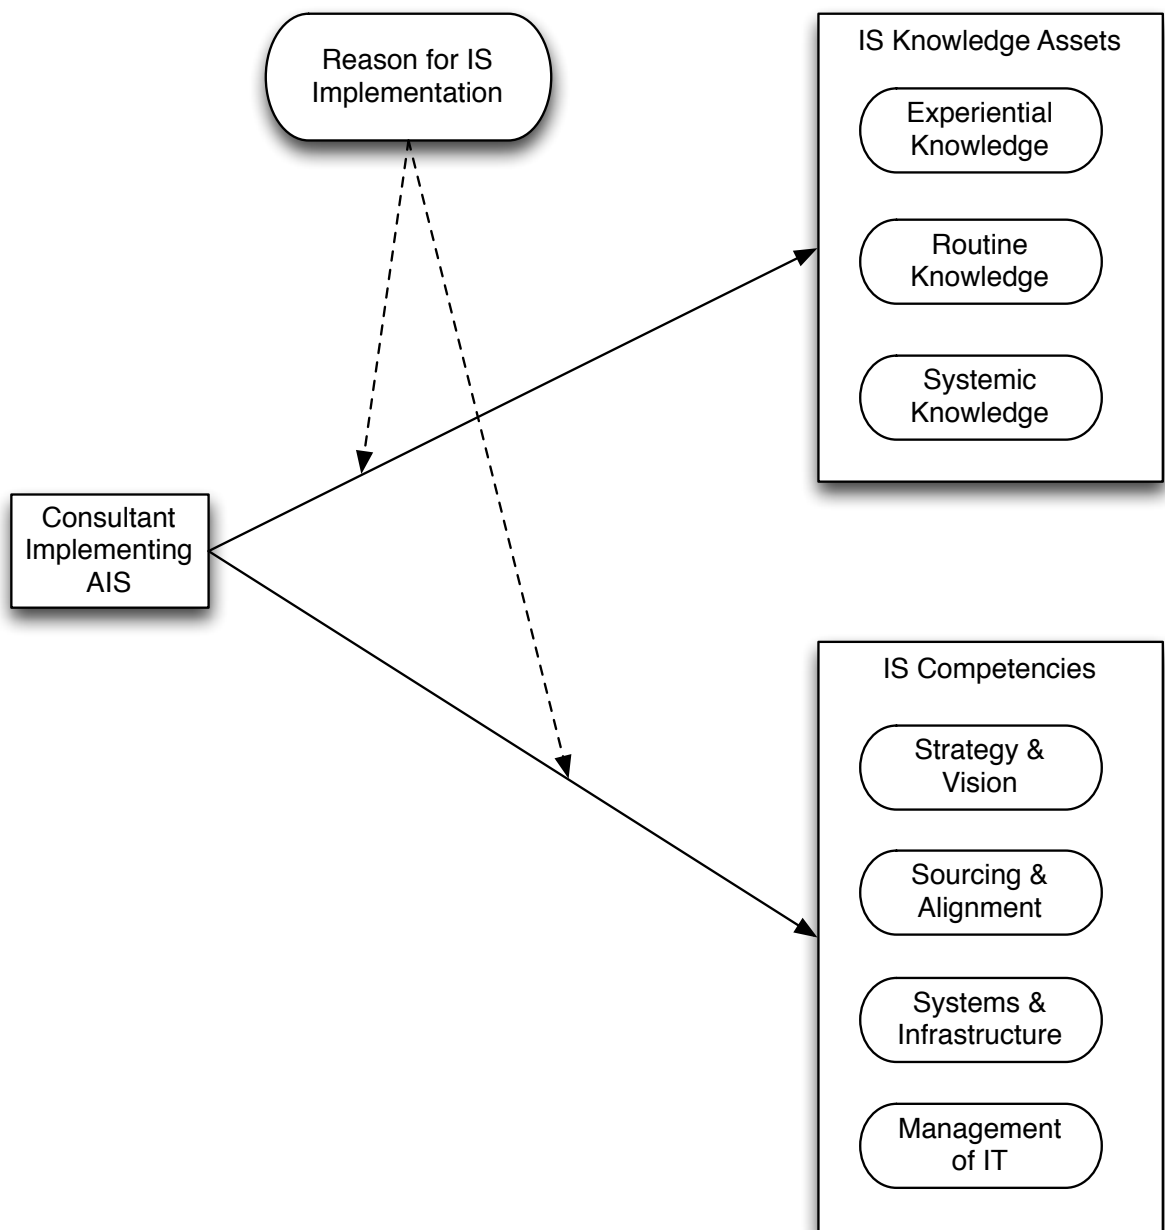 Reason for IS
Implementation
IS Knowledge Assets
Experiential
Knowledge
Routine
Knowledge
Systemic
Knowledge
Consultant
Implementing
AIS
IS Competencies
Strategy &
Vision
Sourcing &
Alignment
Systems &
Infrastructure
Management
of IT